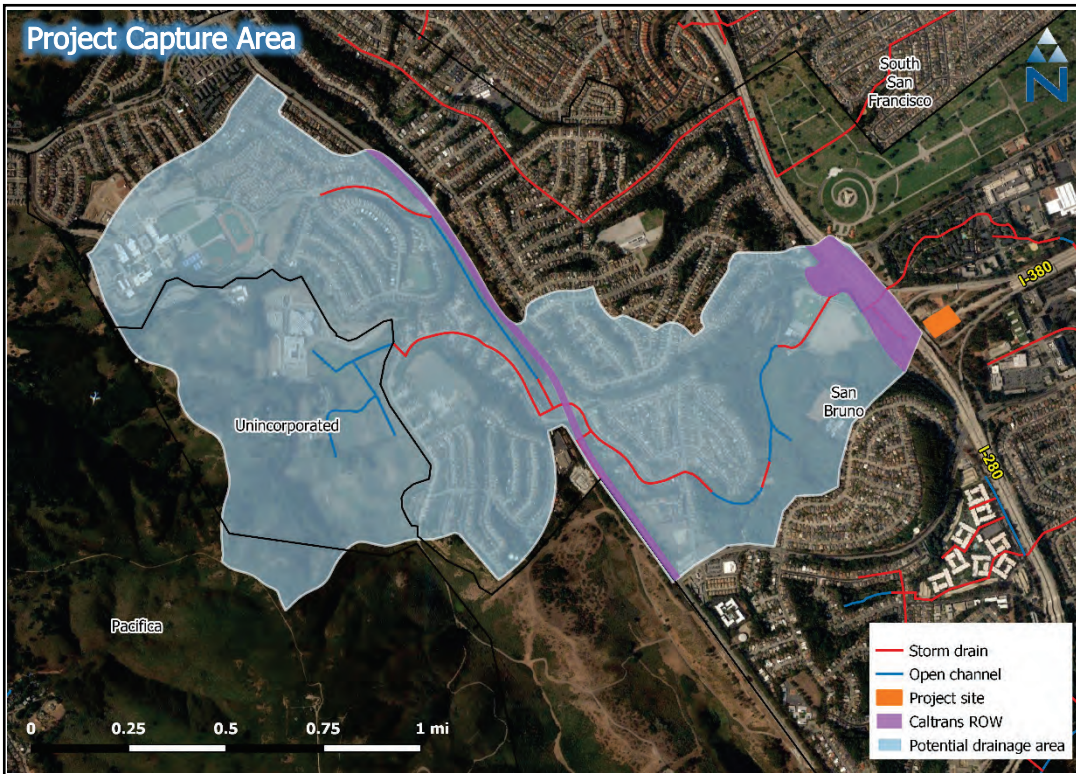 Project Capture Area
N
South
San
Francisco
I-380
San
Bruno
Unincorporated
I-280
Pacifica
0 0.25 0.5 0.75 1 mi
Storm drain
Open channel
Project site
Caltrans ROW
Potential drainage area